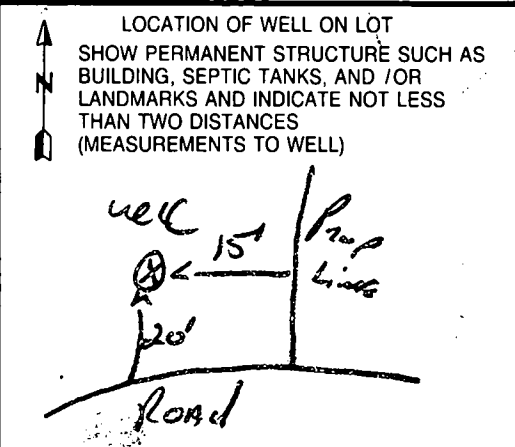 LOCATION OF WELL ON LOT
SHOW PERMANENT STRUCTURE SUCH AS
BUILDING, SEPTIC TANKS, AND /OR
LANDMARKS AND INDICATE NOT LESS
THAN TWO DISTANCES
(MEASUREMENTS TO WELL)
N
well
15'
Prop
Lines
20'
Road